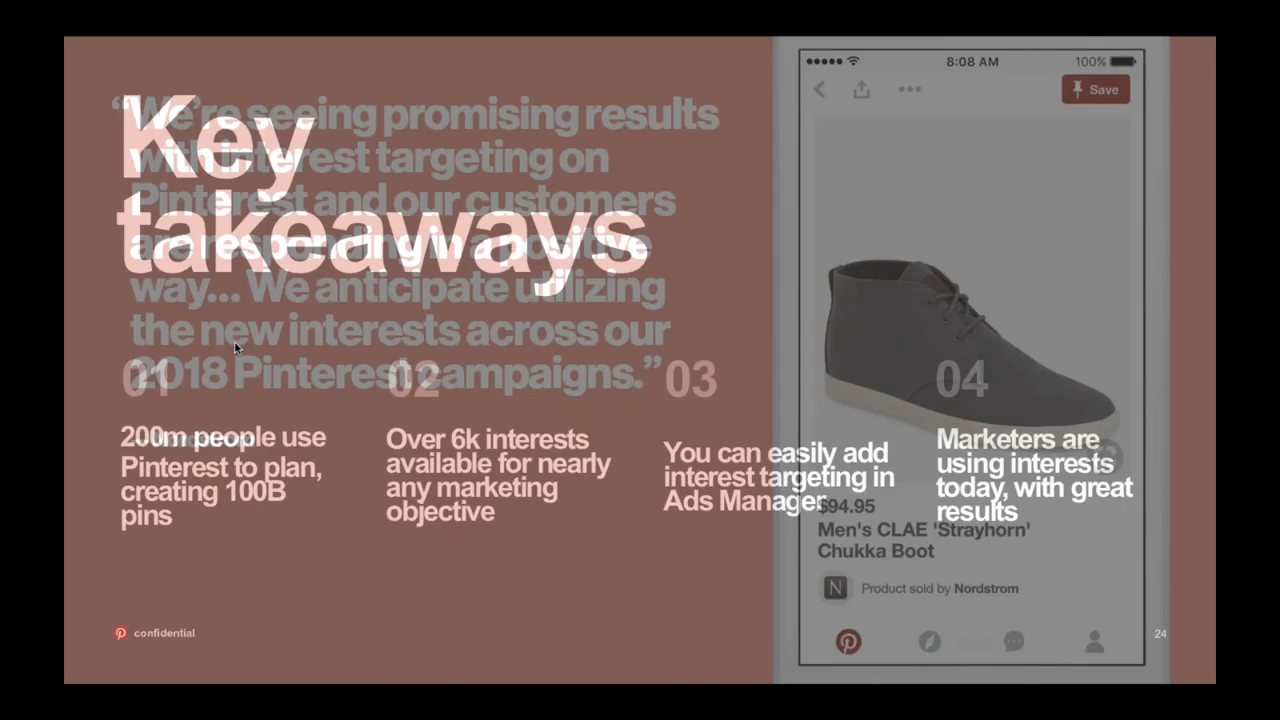 Key
takeaways
“We’re seeing promising results
with interest targeting on
Pinterest and our customers
are responding in a positive
way... We anticipate utilizing
the new interests across our
2018 Pinterest campaigns.”
01
200m people use
Pinterest to plan,
creating 100B
pins
02
Over 6k interests
available for nearly
any marketing
objective
03
You can easily add
interest targeting in
Ads Manager
04
Marketers are
using interests
today, with great
results
8:08 AM
100%
Save
$94.95
Men's CLAE 'Strayhorn'
Chukka Boot
N
Product sold by Nordstrom
confidential
24